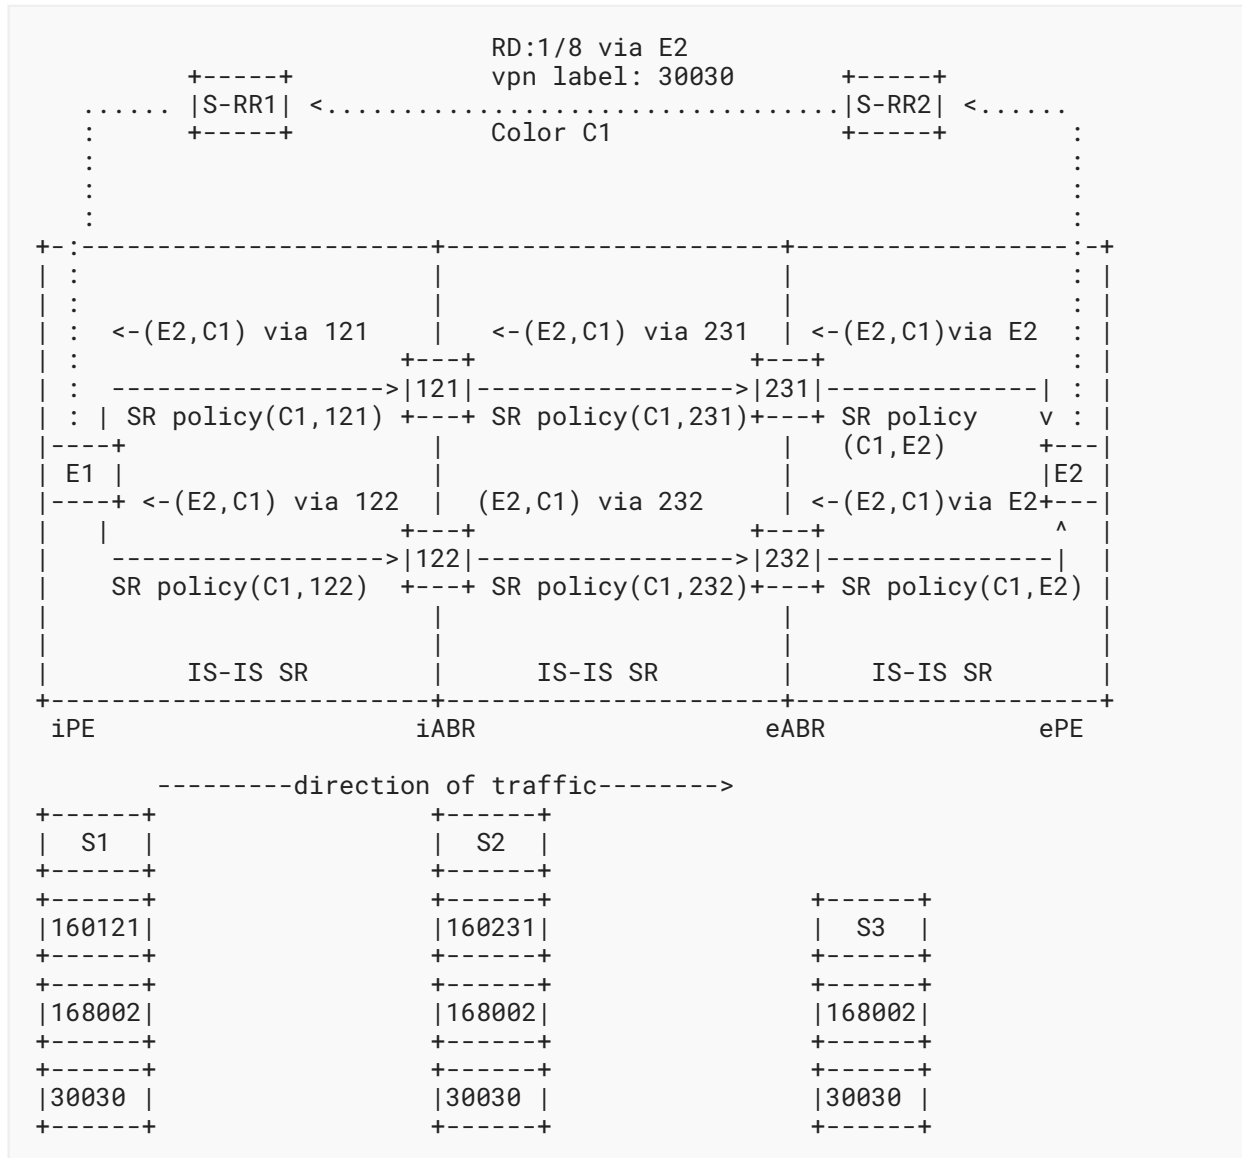 RD:1/8 via E2
          +-----+             vpn label: 30030       +-----+
   ...... |S-RR1| <..................................|S-RR2| <......
   :      +-----+             Color C1               +-----+       :
   :                                                               :
   :                                                               :
   :                                                               :
+-:-----------------------+----------------------+------------------:-+
| :                       |                      |                  : |
| :                       |                      |                  : |
| :  <-(E2,C1) via 121    |   <-(E2,C1) via 231  | <-(E2,C1)via E2  : |
| :                     +---+                  +---+                : |
| :  ------------------>|121|----------------->|231|--------------| : |
| : | SR policy(C1,121) +---+ SR policy(C1,231)+---+ SR policy    v : |
|----+                    |                      |   (C1,E2)      +---|
| E1 |                    |                      |                |E2 |
|----+ <-(E2,C1) via 122  |  (E2,C1) via 232     | <-(E2,C1)via E2+---|
|   |                   +---+                  +---+               ^  |
|    ------------------>|122|----------------->|232|---------------|  |
|    SR policy(C1,122)  +---+ SR policy(C1,232)+---+ SR policy(C1,E2) |
|                         |                      |                    |
|                         |                      |                    |
|         IS-IS SR        |      IS-IS SR        |     IS-IS SR       |
+-------------------------+----------------------+--------------------+
 iPE                     iABR                   eABR              ePE

        ---------direction of traffic-------->
+------+                  +------+
|  S1  |                  |  S2  |
+------+                  +------+
+------+                  +------+                 +------+
|160121|                  |160231|                 |  S3  |
+------+                  +------+                 +------+
+------+                  +------+                 +------+
|168002|                  |168002|                 |168002|
+------+                  +------+                 +------+
+------+                  +------+                 +------+
|30030 |                  |30030 |                 |30030 |
+------+                  +------+                 +------+